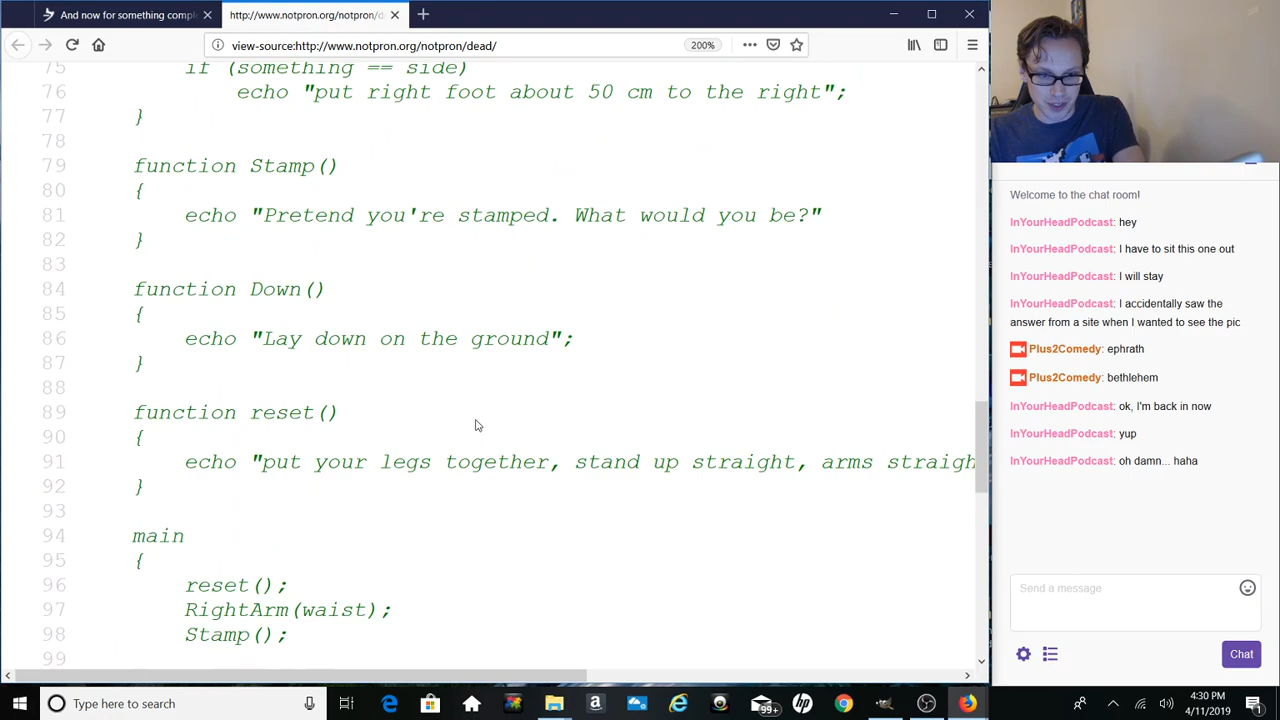 And now for something compl
http://www.notpron.org/notpron/d
view-source:http://www.notpron.org/notpron/dead/
200%
75 if (something == side)
76 echo "put right foot about 50 cm to the right";
77 }
78
79 function Stamp()
80 {
81 echo "Pretend you're stamped. What would you be?"
82 }
83
84 function Down()
85 {
86 echo "Lay down on the ground";
87 }
88
89 function reset()
90 {
91 echo "put your legs together, stand up straight, arms straigh
92 }
93
94 main
95 {
96 reset();
97 RightArm(waist);
98 Stamp();
99
Welcome to the chat room!
InYourHeadPodcast: hey
InYourHeadPodcast: I have to sit this one out
InYourHeadPodcast: I will stay
InYourHeadPodcast: I accidentally saw the
answer from a site when I wanted to see the pic
Plus2Comedy: ephrath
Plus2Comedy: bethlehem
InYourHeadPodcast: ok, I'm back in now
InYourHeadPodcast: yup
InYourHeadPodcast: oh damn... haha
Send a message
Chat
Type here to search
99+
4:30 PM
4/11/2019